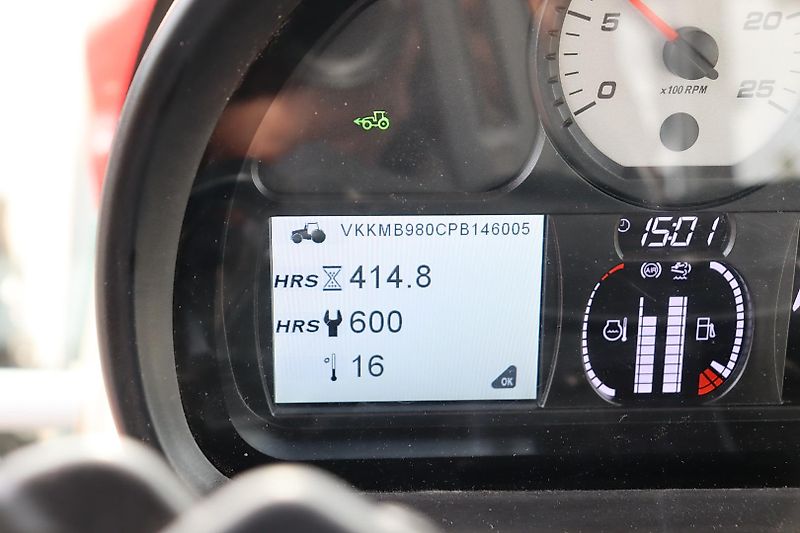 5 20
0 x100 RPM 25
VKKMB980CPB146005
15:01
HRS 414.8
HRS 600
° 16
OK